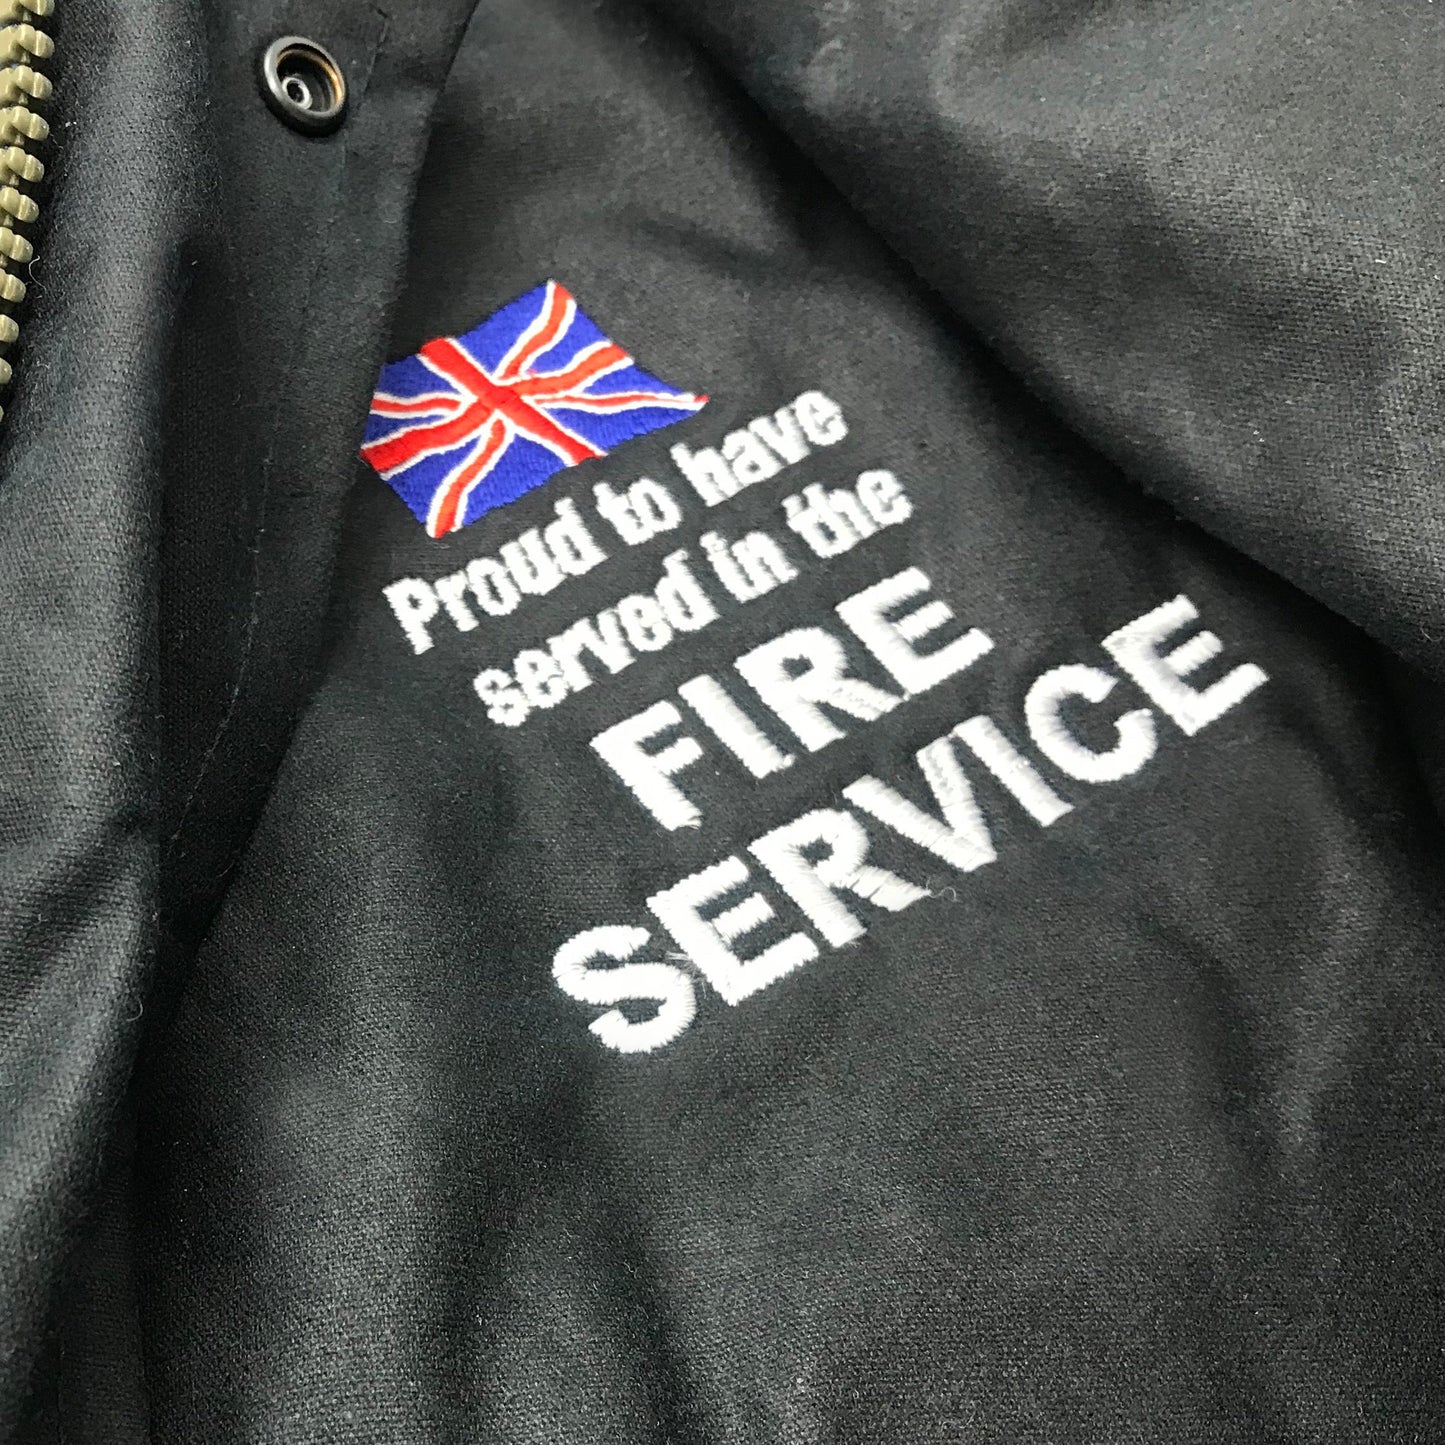 Proud to have
served in the
FIRE
SERVICE